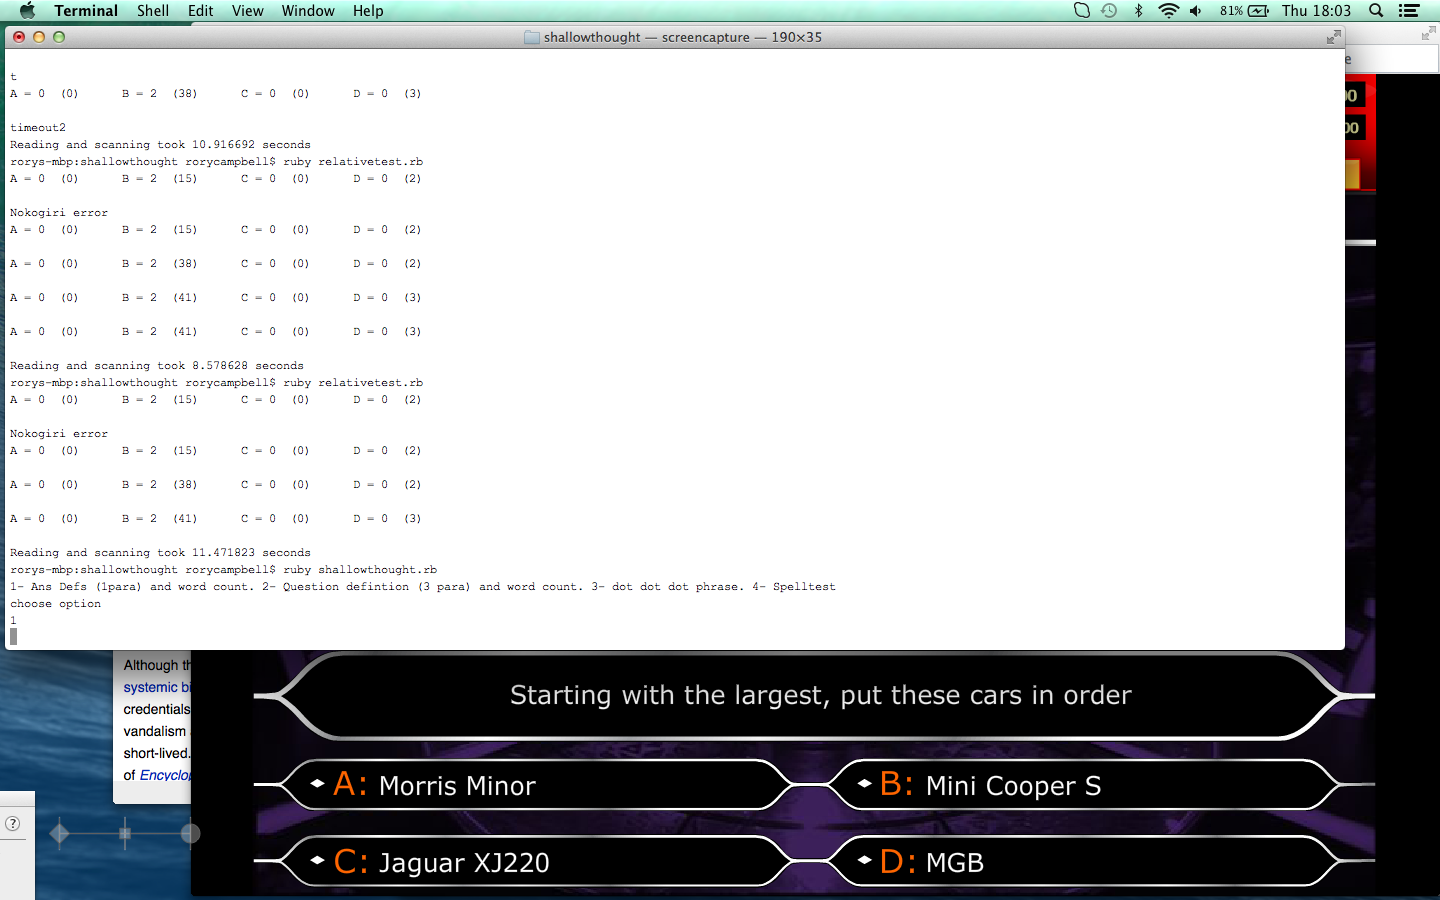 Terminal Shell Edit View Window Help 81% Thu 18:03
shallowthought — screencapture — 190×35
t
A = 0 (0) B = 2 (38) C = 0 (0) D = 0 (3)
timeout2
Reading and scanning took 10.916692 seconds
rorys-mbp:shallowthought rorycampbell$ ruby relativetest.rb
A = 0 (0) B = 2 (15) C = 0 (0) D = 0 (2)
Nokogiri error
A = 0 (0) B = 2 (15) C = 0 (0) D = 0 (2)
A = 0 (0) B = 2 (38) C = 0 (0) D = 0 (2)
A = 0 (0) B = 2 (41) C = 0 (0) D = 0 (3)
A = 0 (0) B = 2 (41) C = 0 (0) D = 0 (3)
Reading and scanning took 8.578628 seconds
rorys-mbp:shallowthought rorycampbell$ ruby relativetest.rb
A = 0 (0) B = 2 (15) C = 0 (0) D = 0 (2)
Nokogiri error
A = 0 (0) B = 2 (15) C = 0 (0) D = 0 (2)
A = 0 (0) B = 2 (38) C = 0 (0) D = 0 (2)
A = 0 (0) B = 2 (41) C = 0 (0) D = 0 (3)
Reading and scanning took 11.471823 seconds
rorys-mbp:shallowthought rorycampbell$ ruby shallowthought.rb
1- Ans Defs (1para) and word count. 2- Question defintion (3 para) and word count. 3- dot dot dot phrase. 4- Spelltest
choose option
1
e
00
00
Although th
systemic bi
credentials
vandalism
short-lived.
of Encyclop
?
Starting with the largest, put these cars in order
A: Morris Minor
B: Mini Cooper S
C: Jaguar XJ220
D: MGB